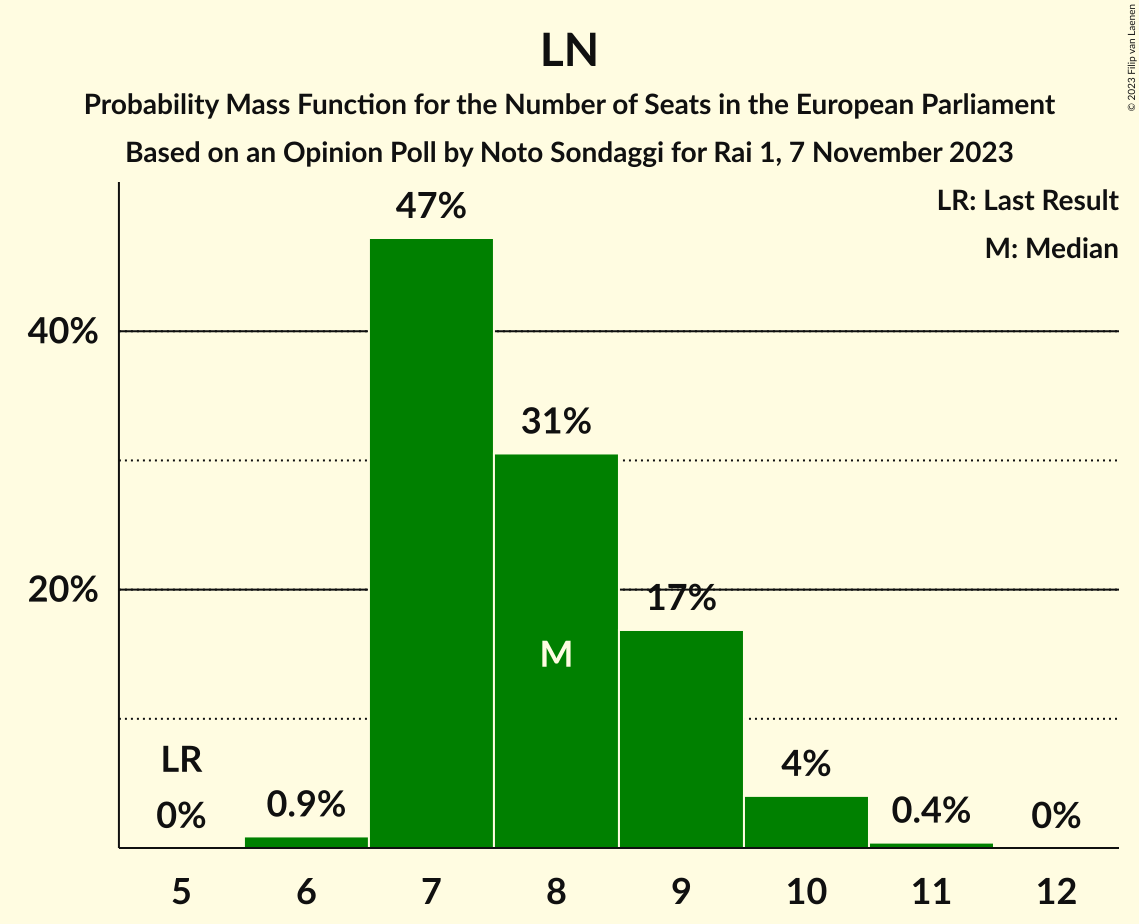 LN
Probability Mass Function for the Number of Seats in the European Parliament
Based on an Opinion Poll by Noto Sondaggi for Rai 1, 7 November 2023
© 2023 Filip van Laenen
LR: Last Result
M: Median
47%
40%
31%
20%
17%
M
LR
0%
0.9%
4%
0.4%
0%
5 6 7 8 9 10 11 12